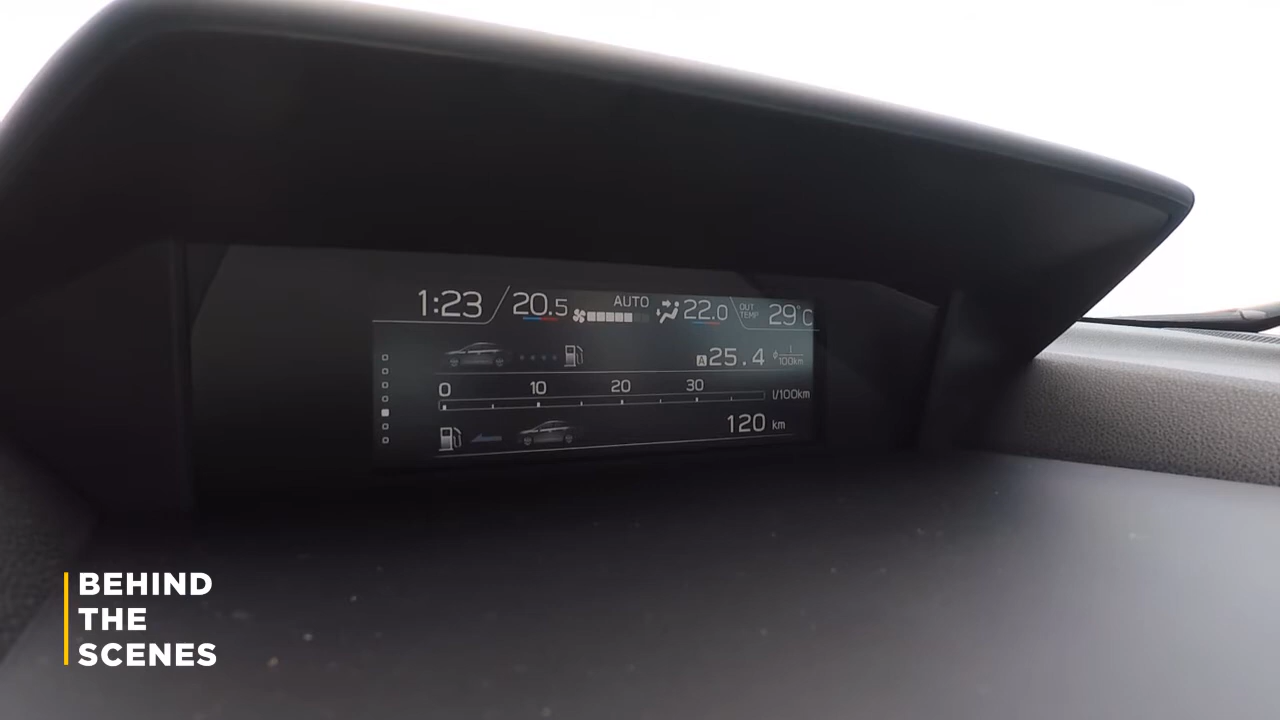 1:23 20.5 AUTO 22.0 OUT TEMP 29°C
A 25.4 l/100km
0 10 20 30 l/100km
120 km
BEHIND
THE
SCENES